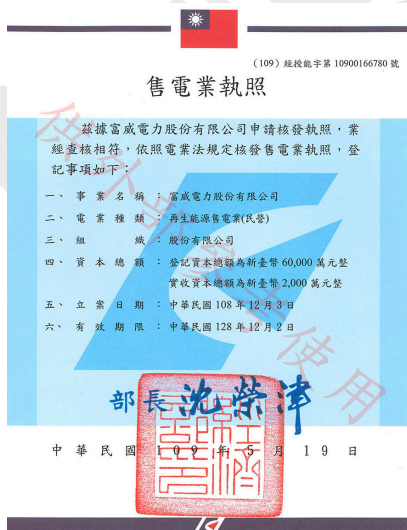 （109）經授能字第 10900166780 號
售電業執照
茲據富威電力股份有限公司申請核發執照，業
經查核相符，依照電業法規定核發售電業執照，登
記事項如下：
一、事業名稱：富威電力股份有限公司
二、電業種類：再生能源售電業(民營)
三、組織：股份有限公司
四、資本總額：登記資本總額為新臺幣 60,000 萬元整
實收資本總額為新臺幣 2,000 萬元整
五、立案日期：中華民國 108 年 12 月 3 日
六、有效期限：中華民國 128 年 12 月 2 日
部長 沈榮津
中華民國 109 年 5 月 19 日